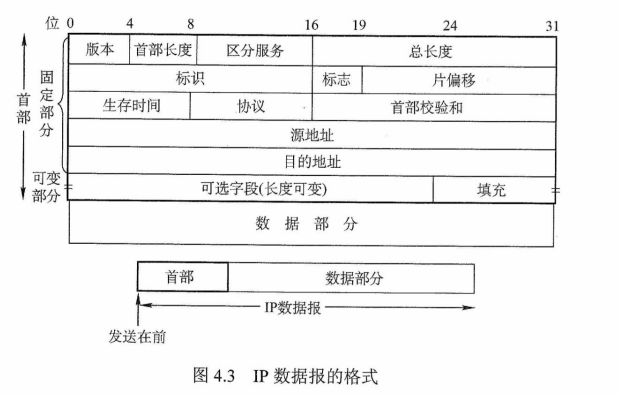 位 0 4 8 16 19 24 31
版本 首部长度 区分服务 总长度
标识 标志 片偏移
生存时间 协议 首部校验和
源地址
目的地址
可选字段(长度可变) 填充
数 据 部 分
首部
固定部分
可变部分
首部 数据部分
IP数据报
发送在前
图 4.3 IP 数据报的格式